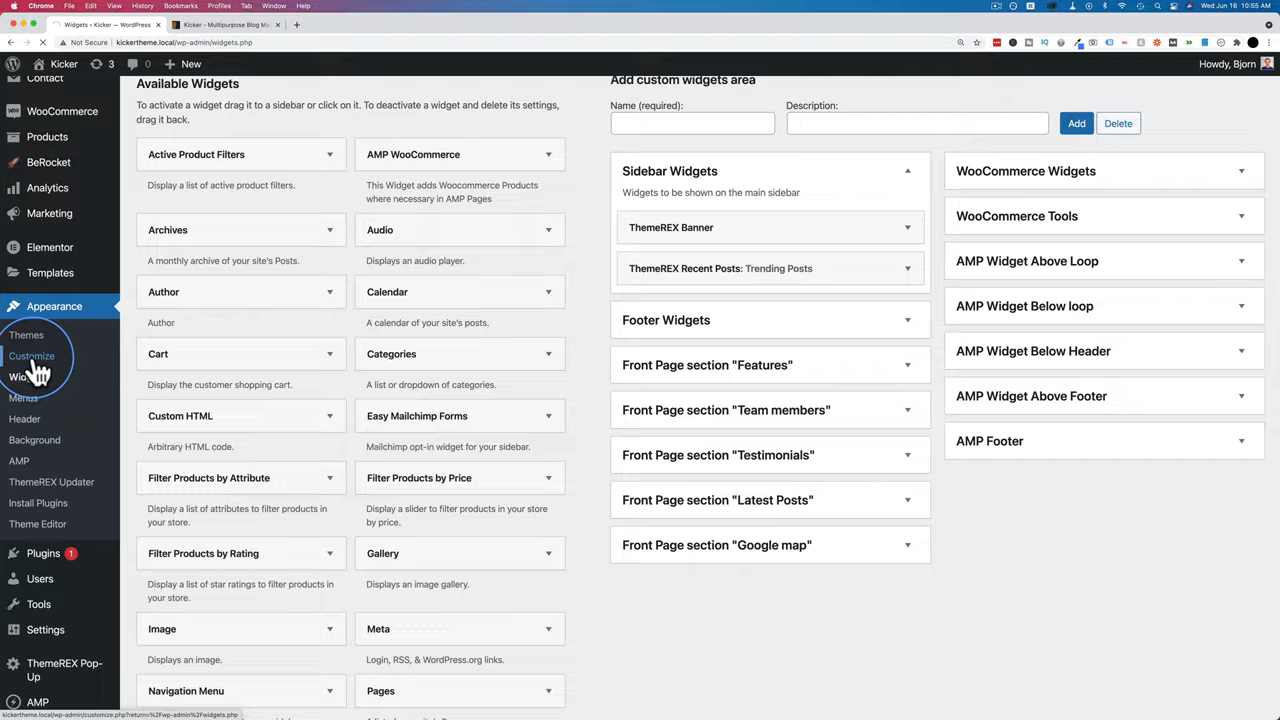 Chrome File Edit View History Bookmarks Profiles Tab Window Help Wed Jun 16 10:55 AM
Widgets ‹ Kicker — WordPress
Kicker - Multipurpose Blog M
Not Secure kickertheme.local/wp-admin/widgets.php
Kicker 3 0 New
Howdy, Bjorn
Contact
WooCommerce
Products
BeRocket
Analytics
Marketing
Elementor
Templates
Appearance
Themes
Customize
Menus
Header
Background
AMP
ThemeREX Updater
Install Plugins
Theme Editor
Plugins 1
Users
Tools
Settings
ThemeREX Pop-
Up
AMP
Available Widgets
To activate a widget drag it to a sidebar or click on it. To deactivate a widget and delete its settings,
drag it back.
Active Product Filters
Display a list of active product filters.
AMP WooCommerce
This Widget adds Woocommerce Products
where necessary in AMP Pages
Archives
A monthly archive of your site's Posts.
Audio
Displays an audio player.
Author
Author
Calendar
A calendar of your site's posts.
Cart
Display the customer shopping cart.
Categories
A list or dropdown of categories.
Custom HTML
Arbitrary HTML code.
Easy Mailchimp Forms
Mailchimp opt-in widget for your sidebar.
Filter Products by Attribute
Display a list of attributes to filter products in
your store.
Filter Products by Price
Display a slider to filter products in your store
by price.
Filter Products by Rating
Display a list of star ratings to filter products in
your store.
Gallery
Displays an image gallery.
Image
Displays an image.
Meta
Login, RSS, & WordPress.org links.
Navigation Menu
Pages
Add custom widgets area
Name (required):
Description:
Add
Delete
Sidebar Widgets
Widgets to be shown on the main sidebar
ThemeREX Banner
ThemeREX Recent Posts: Trending Posts
Footer Widgets
Front Page section "Features"
Front Page section "Team members"
Front Page section "Testimonials"
Front Page section "Latest Posts"
Front Page section "Google map"
WooCommerce Widgets
WooCommerce Tools
AMP Widget Above Loop
AMP Widget Below loop
AMP Widget Below Header
AMP Widget Above Footer
AMP Footer
kickertheme.local/wp-admin/customize.php?return=%2Fwp-admin%2Fwidgets.php